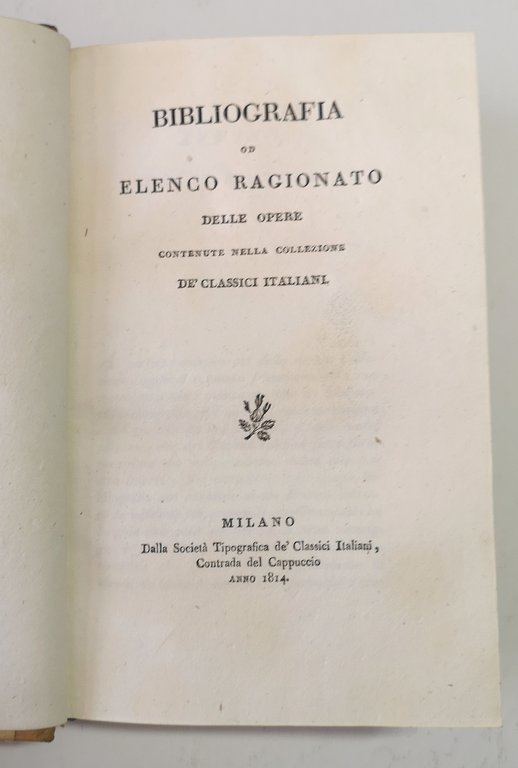 BIBLIOGRAFIA
OD
ELENCO RAGIONATO
DELLE OPERE
CONTENUTE NELLA COLLEZIONE
DE' CLASSICI ITALIANI.
MILANO
Dalla Società Tipografica de' Classici Italiani,
Contrada del Cappuccio
ANNO 1814.